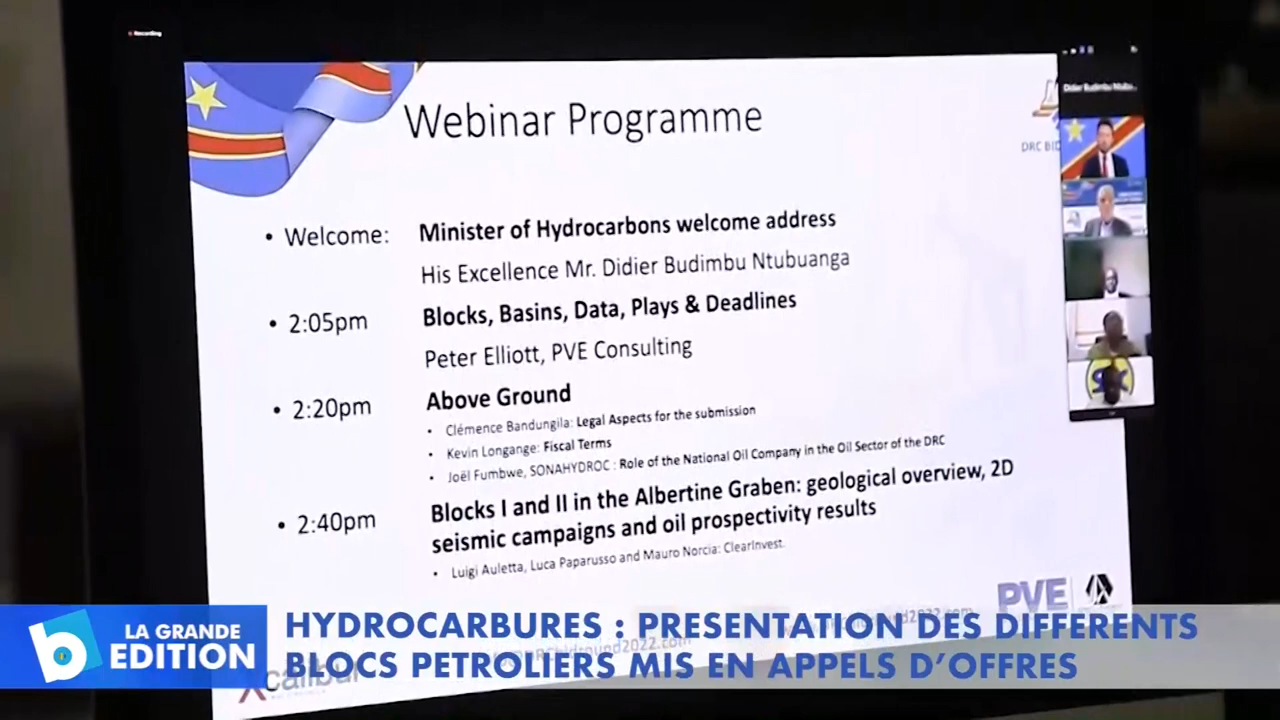 Recording
Webinar Programme
Didier Budimbu Ntubu...
DRC BID
• Welcome: Minister of Hydrocarbons welcome address
His Excellence Mr. Didier Budimbu Ntubuanga
• 2:05pm Blocks, Basins, Data, Plays & Deadlines
Peter Elliott, PVE Consulting
• 2:20pm Above Ground
• Clémence Bandungila: Legal Aspects for the submission
• Kevin Longange: Fiscal Terms
• Joël Fumbwe, SONAHYDROC : Role of the National Oil Company in the Oil Sector of the DRC
• 2:40pm Blocks I and II in the Albertine Graben: geological overview, 2D
seismic campaigns and oil prospectivity results
• Luigi Auletta, Luca Paparusso and Mauro Norcia: ClearInvest.
PVE
b LA GRANDE
EDITION
HYDROCARBURES : PRESENTATION DES DIFFERENTS
BLOCS PETROLIERS MIS EN APPELS D'OFFRES
Xcalibur